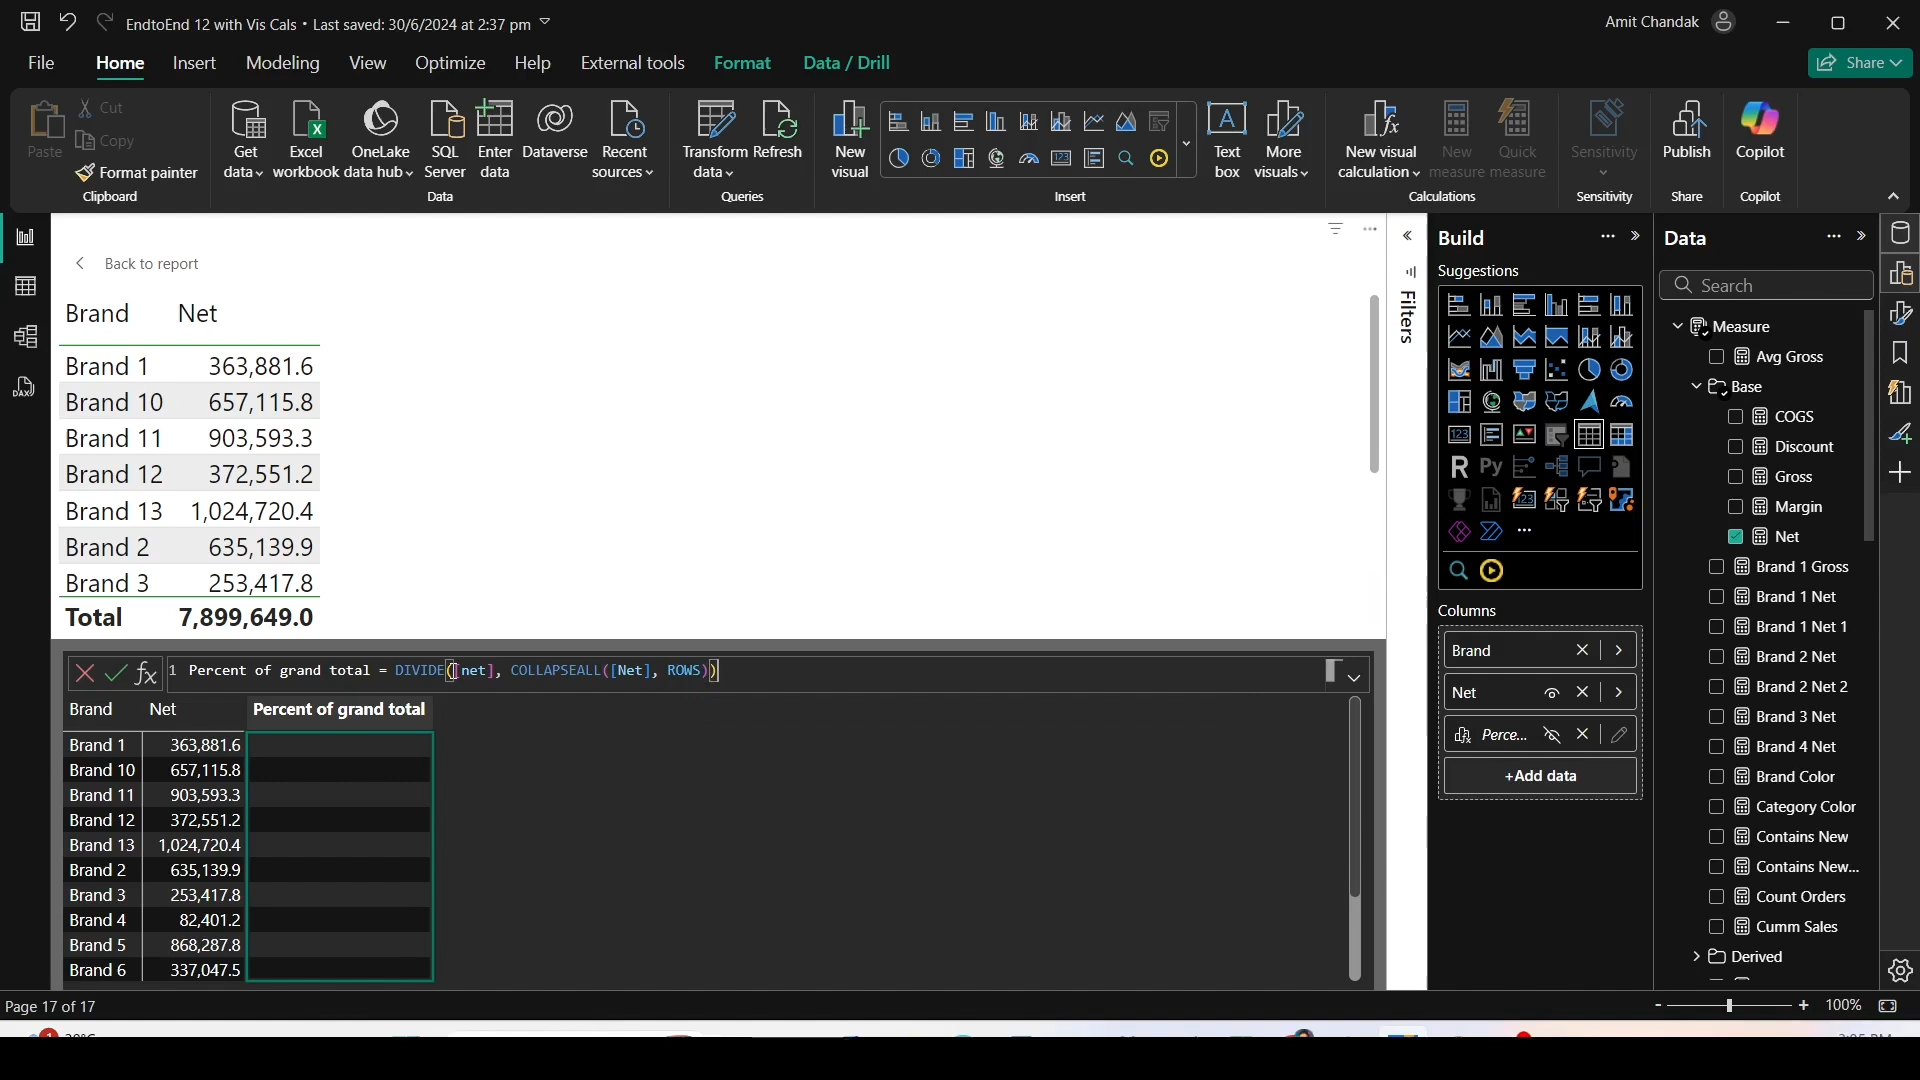 EndtoEnd 12 with Vis Cals • Last saved: 30/6/2024 at 2:37 pm
Amit Chandak
File Home Insert Modeling View Optimize Help External tools Format Data / Drill
Share
Paste
Cut
Copy
Format painter
Clipboard
Get data
Excel workbook
OneLake data hub
SQL Server
Enter data
Dataverse
Recent sources
Data
Transform data
Refresh
Queries
New visual
Text box
More visuals
Insert
New visual calculation
New measure
Quick measure
Calculations
Sensitivity
Sensitivity
Publish
Share
Copilot
Copilot
DAX
Back to report
Brand Net
Brand 1 363,881.6
Brand 10 657,115.8
Brand 11 903,593.3
Brand 12 372,551.2
Brand 13 1,024,720.4
Brand 2 635,139.9
Brand 3 253,417.8
Total 7,899,649.0
1 Percent of grand total = DIVIDE([net], COLLAPSEALL([Net], ROWS))
Brand Net Percent of grand total
Brand 1 363,881.6
Brand 10 657,115.8
Brand 11 903,593.3
Brand 12 372,551.2
Brand 13 1,024,720.4
Brand 2 635,139.9
Brand 3 253,417.8
Brand 4 82,401.2
Brand 5 868,287.8
Brand 6 337,047.5
Filters
Build
Suggestions
123
R Py
123
Columns
Brand
Net
Perce...
+Add data
Data
Search
Measure
Avg Gross
Base
COGS
Discount
Gross
Margin
Net
Brand 1 Gross
Brand 1 Net
Brand 1 Net 1
Brand 2 Net
Brand 2 Net 2
Brand 3 Net
Brand 4 Net
Brand Color
Category Color
Contains New
Contains New...
Count Orders
Cumm Sales
Derived
Page 17 of 17
- + 100%